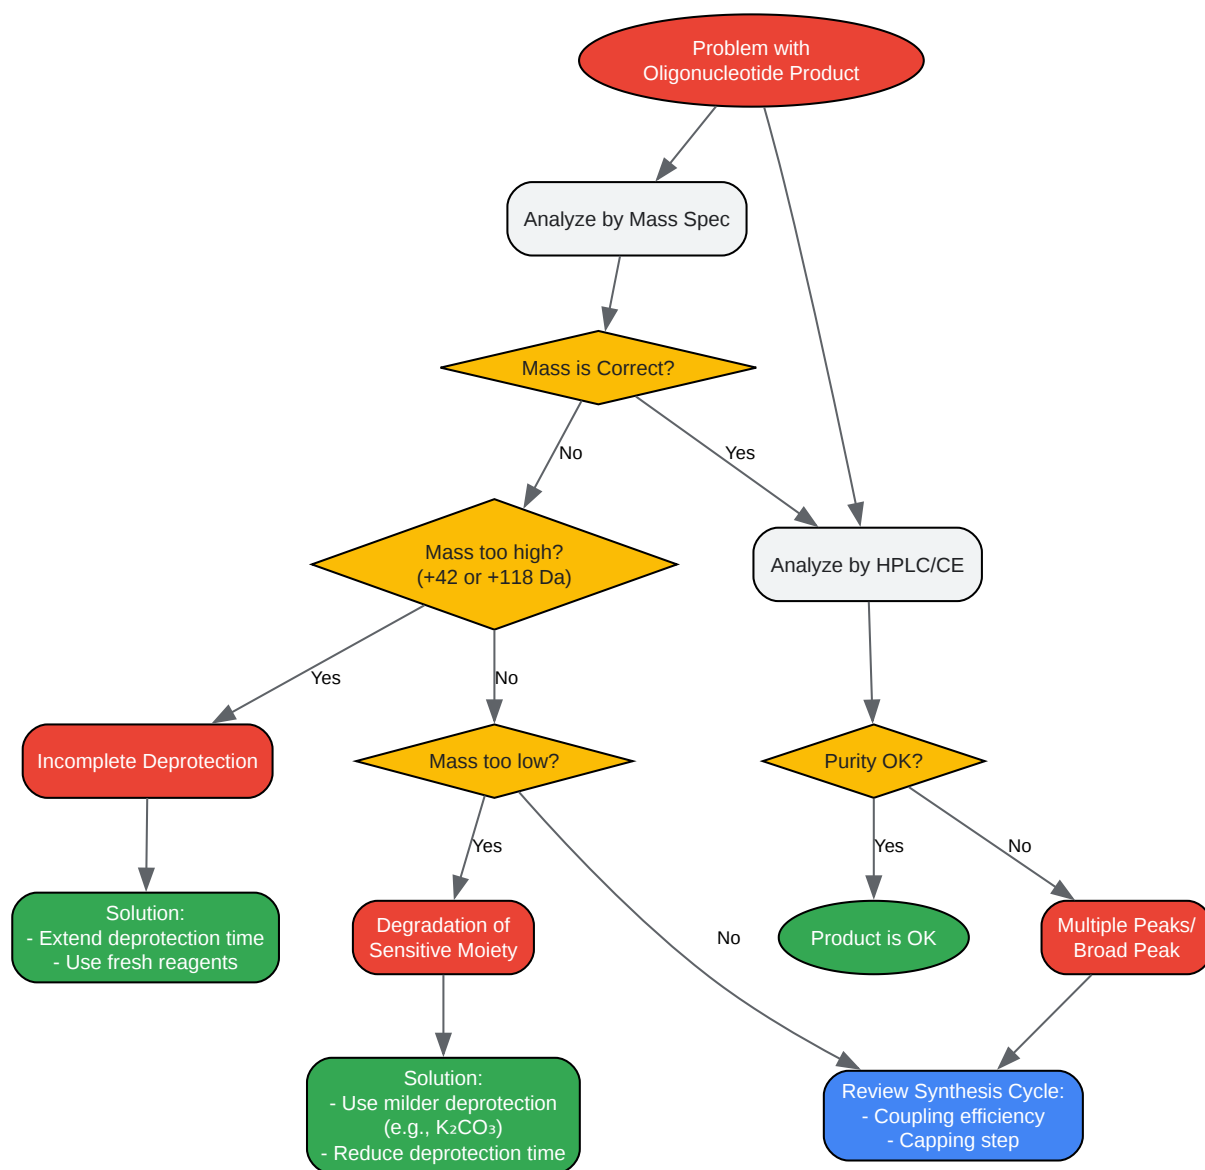 Problem with
Oligonucleotide Product
Analyze by Mass Spec
Mass is Correct?
No
Yes
Mass too high?
(+42 or +118 Da)
Analyze by HPLC/CE
Yes
No
Incomplete Deprotection
Mass too low?
Purity OK?
Yes
Yes
No
Solution:
- Extend deprotection time
- Use fresh reagents
Degradation of
Sensitive Moiety
No
Product is OK
Multiple Peaks/
Broad Peak
Solution:
- Use milder deprotection
(e.g., K₂CO₃)
- Reduce deprotection time
Review Synthesis Cycle:
- Coupling efficiency
- Capping step